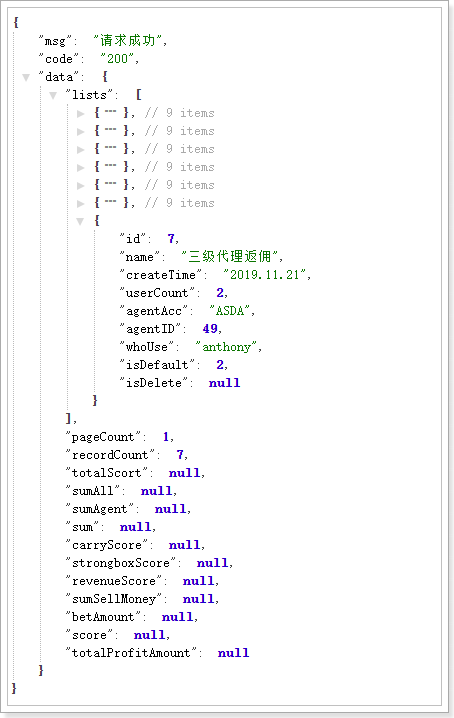 {
"msg": "请求成功",
"code": "200",
"data": {
"lists": [
{ ··· }, // 9 items
{ ··· }, // 9 items
{ ··· }, // 9 items
{ ··· }, // 9 items
{ ··· }, // 9 items
{ ··· }, // 9 items
{
"id": 7,
"name": "三级代理返佣",
"createTime": "2019.11.21",
"userCount": 2,
"agentAcc": "ASDA",
"agentID": 49,
"whoUse": "anthony",
"isDefault": 2,
"isDelete": null
}
],
"pageCount": 1,
"recordCount": 7,
"totalScort": null,
"sumAll": null,
"sumAgent": null,
"sum": null,
"carryScore": null,
"strongboxScore": null,
"revenueScore": null,
"sumSellMoney": null,
"betAmount": null,
"score": null,
"totalProfitAmount": null
}
}